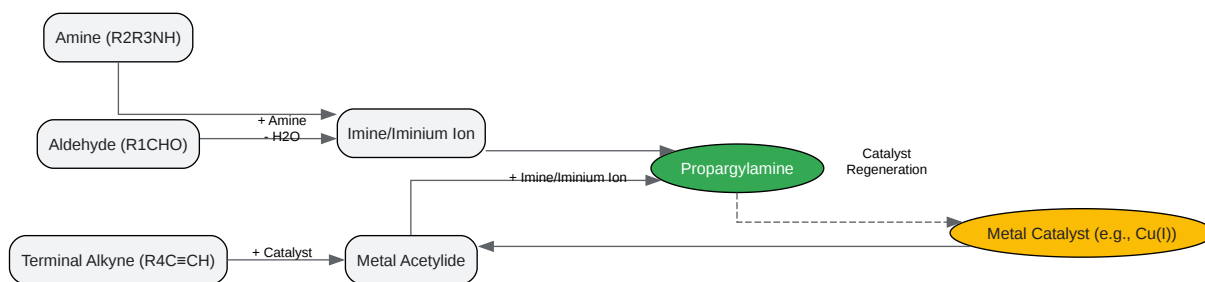 Amine (R2R3NH)
+ Amine
- H2O
Aldehyde (R1CHO)
Imine/Iminium Ion
Propargylamine
Catalyst
Regeneration
+ Imine/Iminium Ion
Metal Catalyst (e.g., Cu(I))
Terminal Alkyne (R4C≡CH)
+ Catalyst
Metal Acetylide